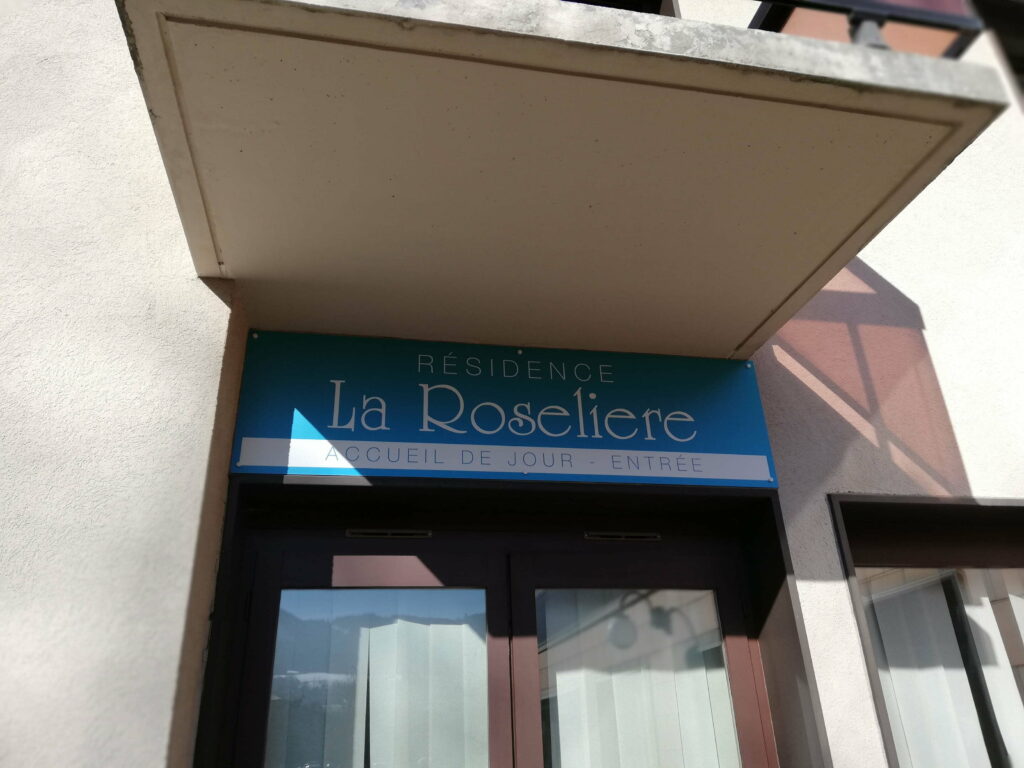 RÉSIDENCE
La Roseliere
ACCUEIL DE JOUR - ENTRÉE